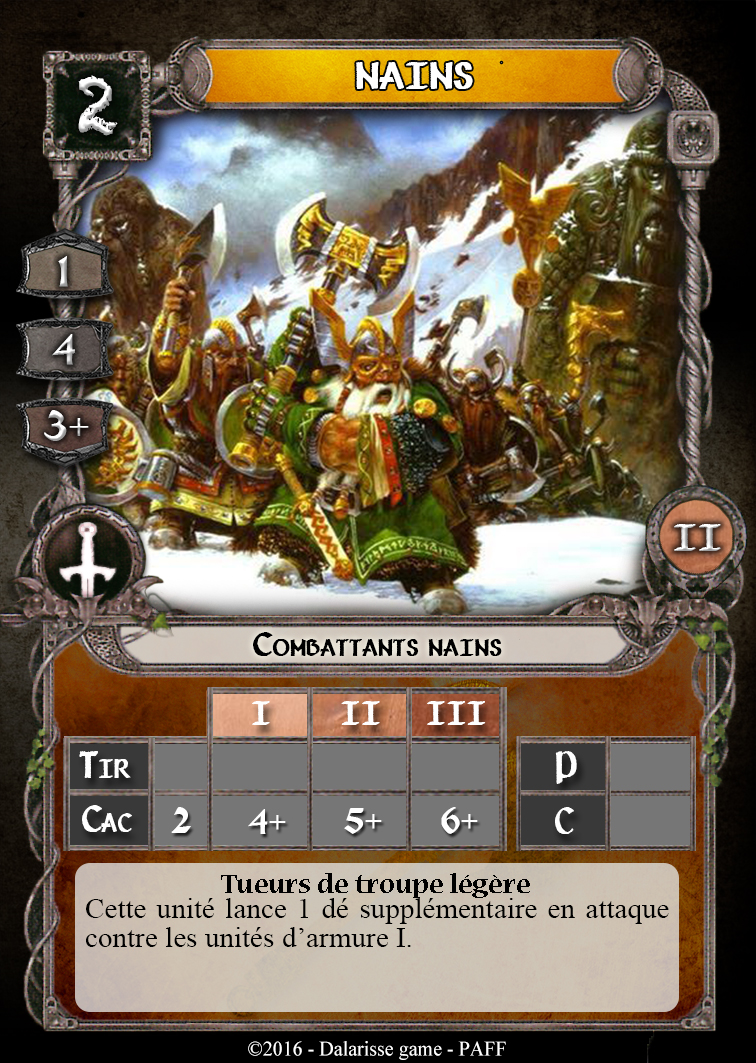 NAINS
2
1
4
3+
II
COMBATTANTS NAINS
I II III
TIR P
CAC 2 4+ 5+ 6+ C
Tueurs de troupe légère
Cette unité lance 1 dé supplémentaire en attaque
contre les unités d'armure I.
©2016 - Dalarisse game - PAFF